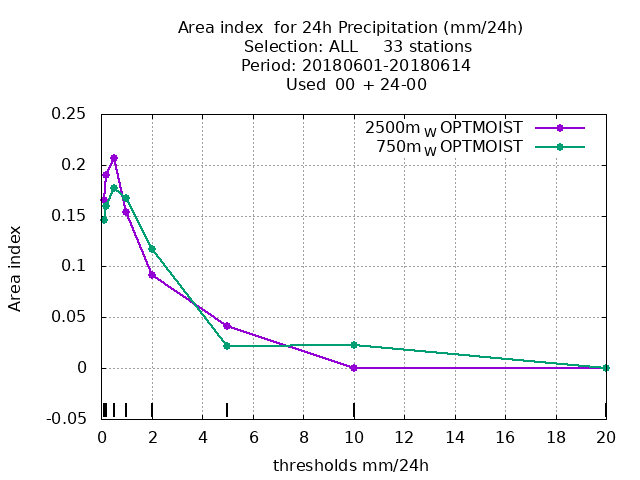 Area index  for 24h Precipitation (mm/24h)
Selection: ALL     33 stations
Period: 20180601-20180614
Used  00 + 24-00
2500m_W OPTMOIST
750m_W OPTMOIST
0.25
0.2
0.15
0.1
0.05
0
-0.05
Area index
0 2 4 6 8 10 12 14 16 18 20
thresholds mm/24h